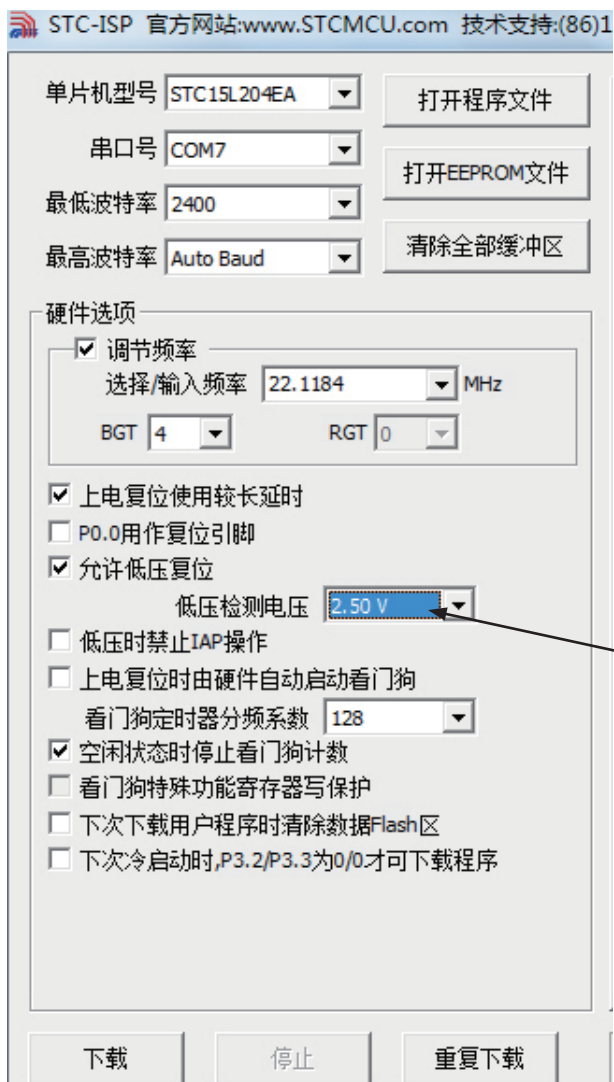 STC-ISP 官方网站:www.STCMCU.com 技术支持:(86)1
单片机型号 STC15L204EA 打开程序文件
串口号 COM7
打开EEPROM文件
最低波特率 2400
最高波特率 Auto Baud 清除全部缓冲区
硬件选项
调节频率
选择/输入频率 22.1184 MHz
BGT 4 RGT 0
上电复位使用较长延时
P0.0用作复位引脚
允许低压复位
低压检测电压 2.50 V
低压时禁止IAP操作
上电复位时由硬件自动启动看门狗
看门狗定时器分频系数 128
空闲状态时停止看门狗计数
看门狗特殊功能寄存器写保护
下次下载用户程序时清除数据Flash区
下次冷启动时,P3.2/P3.3为0/0才可下载程序
下载 停止 重复下载